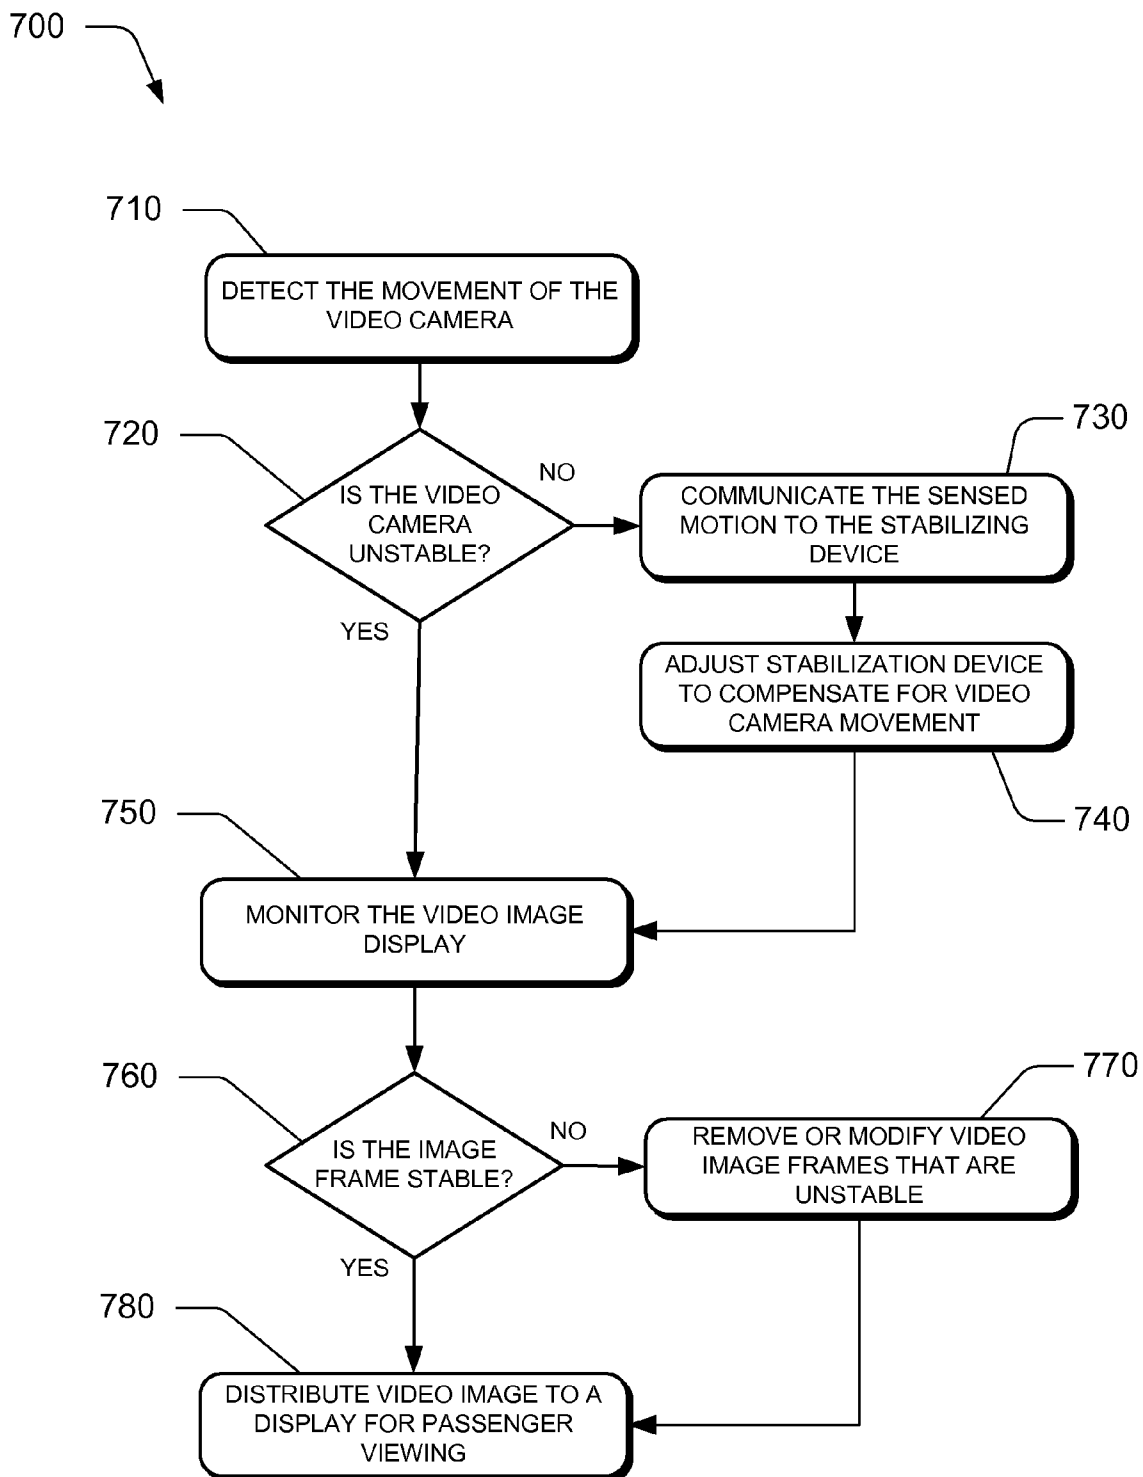 700
710
DETECT THE MOVEMENT OF THE
VIDEO CAMERA
720
IS THE VIDEO
CAMERA
UNSTABLE?
NO
YES
730
COMMUNICATE THE SENSED
MOTION TO THE STABILIZING
DEVICE
ADJUST STABILIZATION DEVICE
TO COMPENSATE FOR VIDEO
CAMERA MOVEMENT
740
750
MONITOR THE VIDEO IMAGE
DISPLAY
760
IS THE IMAGE
FRAME STABLE?
NO
YES
770
REMOVE OR MODIFY VIDEO
IMAGE FRAMES THAT ARE
UNSTABLE
780
DISTRIBUTE VIDEO IMAGE TO A
DISPLAY FOR PASSENGER
VIEWING